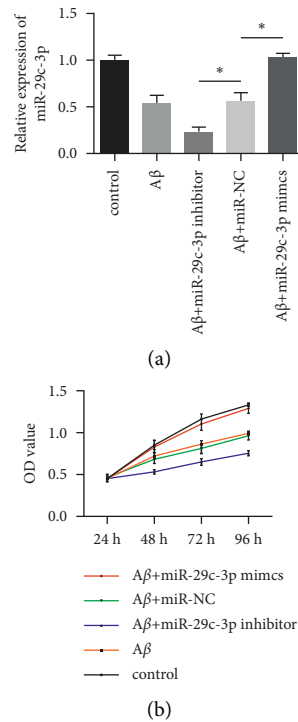 Relative expression of
miR-29c-3p
1.5
1.0
0.5
0.0
*
*
control
Aβ
Aβ+miR-29c-3p inhibitor
Aβ+miR-NC
Aβ+miR-29c-3p mimcs
(a)
OD value
1.5
1.0
0.5
0.0
24 h 48 h 72 h 96 h
Aβ+miR-29c-3p mimcs
Aβ+miR-NC
Aβ+miR-29c-3p inhibitor
Aβ
control
(b)